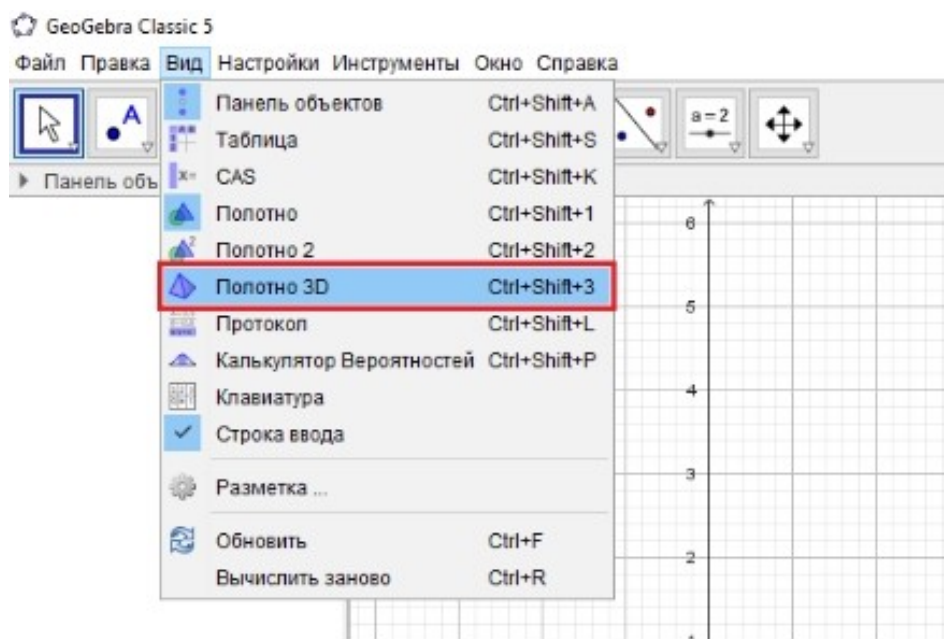 GeoGebra Classic 5
Файл Правка Вид Настройки Инструменты Окно Справка
A
a = 2
Панель объ
Панель объектов Ctrl+Shift+A
Таблица Ctrl+Shift+S
X= CAS Ctrl+Shift+K
Полотно Ctrl+Shift+1
2 Полотно 2 Ctrl+Shift+2
Полотно 3D Ctrl+Shift+3
Протокол Ctrl+Shift+L
Калькулятор Вероятностей Ctrl+Shift+P
Клавиатура
Строка ввода
Разметка ...
Обновить Ctrl+F
Вычислить заново Ctrl+R
6
5
4
3
2